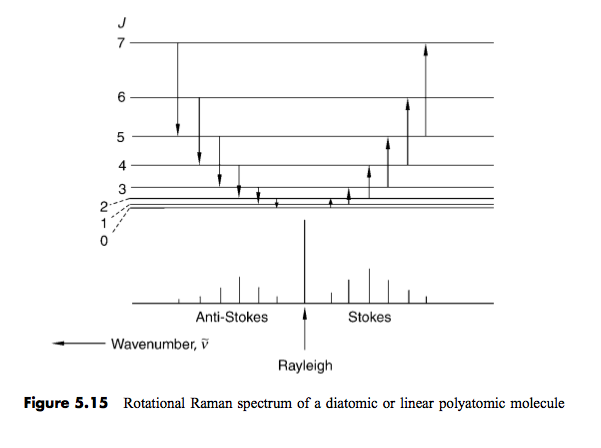 J
7
6
5
4
3
2
1
0
Anti-Stokes Stokes
Wavenumber, ν̃
Rayleigh
Figure 5.15 Rotational Raman spectrum of a diatomic or linear polyatomic molecule